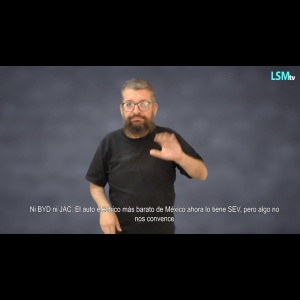 LSMtv
Ni BYD ni JAC. El auto eléctrico más barato de México ahora lo tiene SEV, pero algo no
nos convence